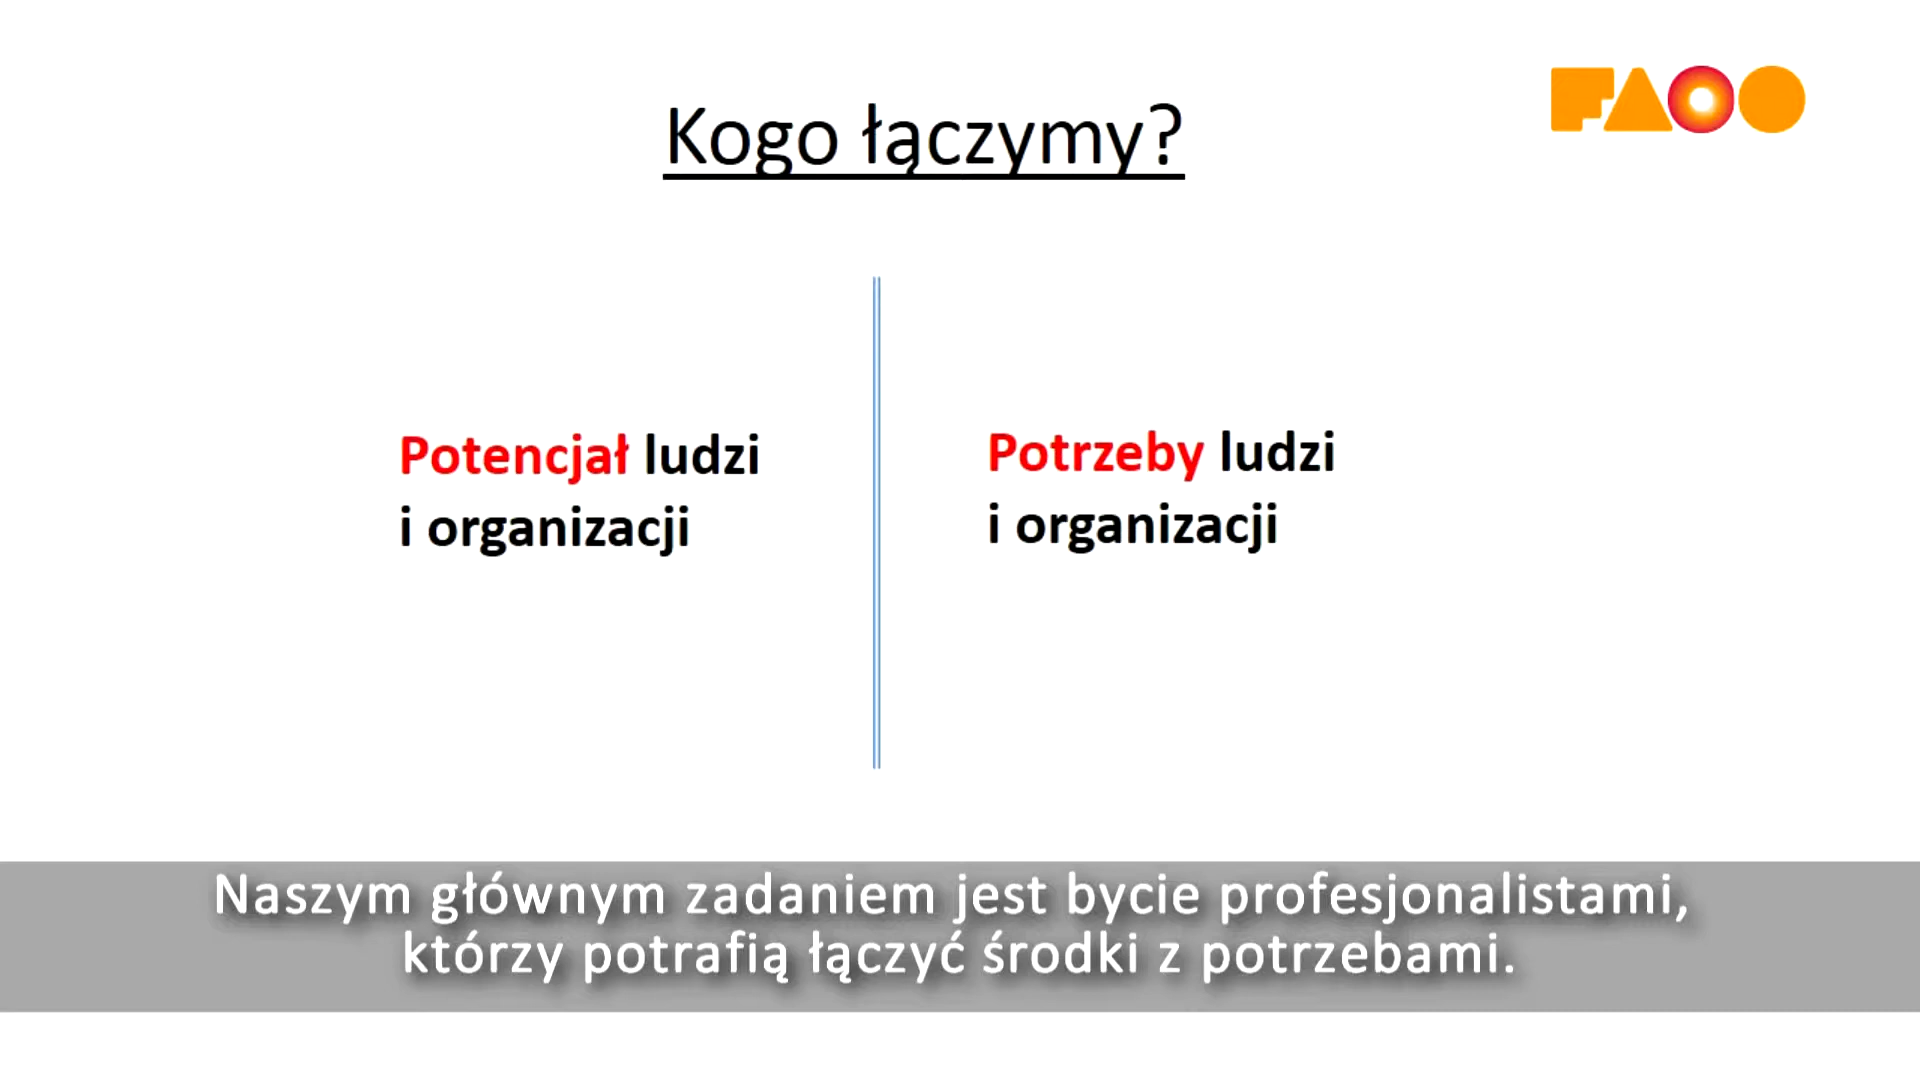 FAOO
Kogo łączymy?
Potencjał ludzi
i organizacji
Potrzeby ludzi
i organizacji
Naszym głównym zadaniem jest bycie profesjonalistami,
którzy potrafią łączyć środki z potrzebami.